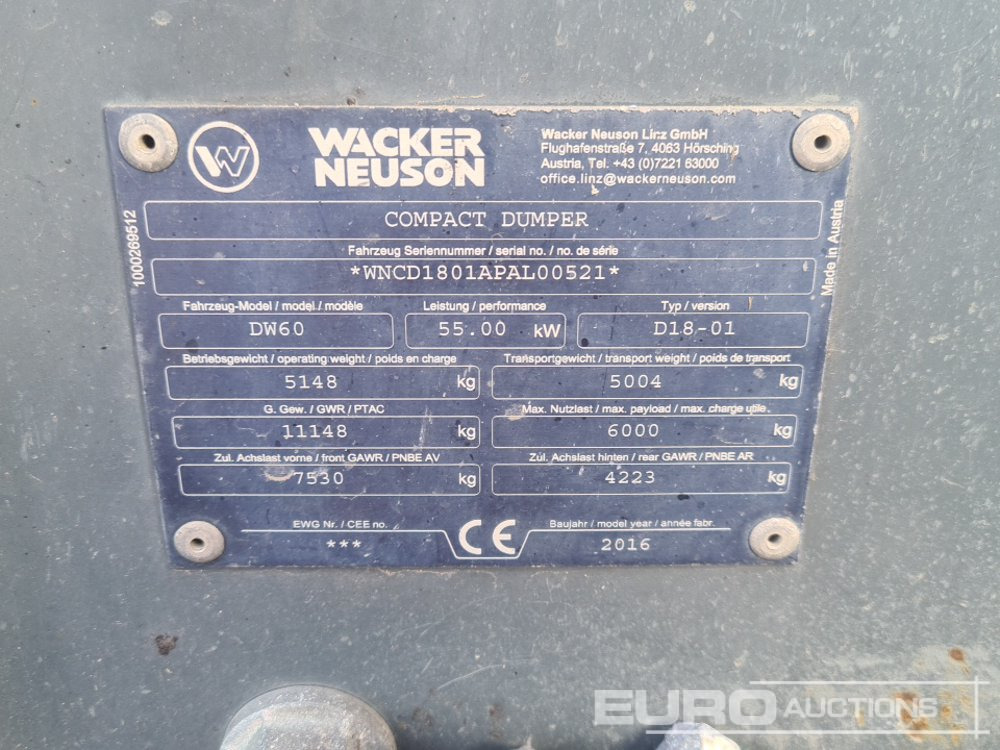 W
WACKER
NEUSON
Wacker Neuson Linz GmbH
Flughafenstraße 7, 4063 Hörsching
Austria, Tel. +43 (0)7221 63000
office.linz@wackerneuson.com
COMPACT DUMPER
Fahrzeug Seriennummer / serial no. / no. de série
*WNCD1801APAL00521*
Fahrzeug-Model / model / modèle
Leistung / performance
Typ / version
DW60
55.00 kW
D18-01
Betriebsgewicht / operating weight / poids en charge
Transportgewicht / transport weight / poids de transport
5148 kg
5004 kg
G. Gew. / GWR / PTAC
Max. Nutzlast / max. payload / max. charge utile
11148 kg
6000 kg
Zul. Achslast vorne / front GAWR / PNBE AV
Zul. Achslast hinten / rear GAWR / PNBE AR
7530 kg
4223 kg
EWG Nr. / CEE no.
Baujahr / model year / année fabr.
***
CE
2016
1000269512
Made in Austria
EURO AUCTIONS